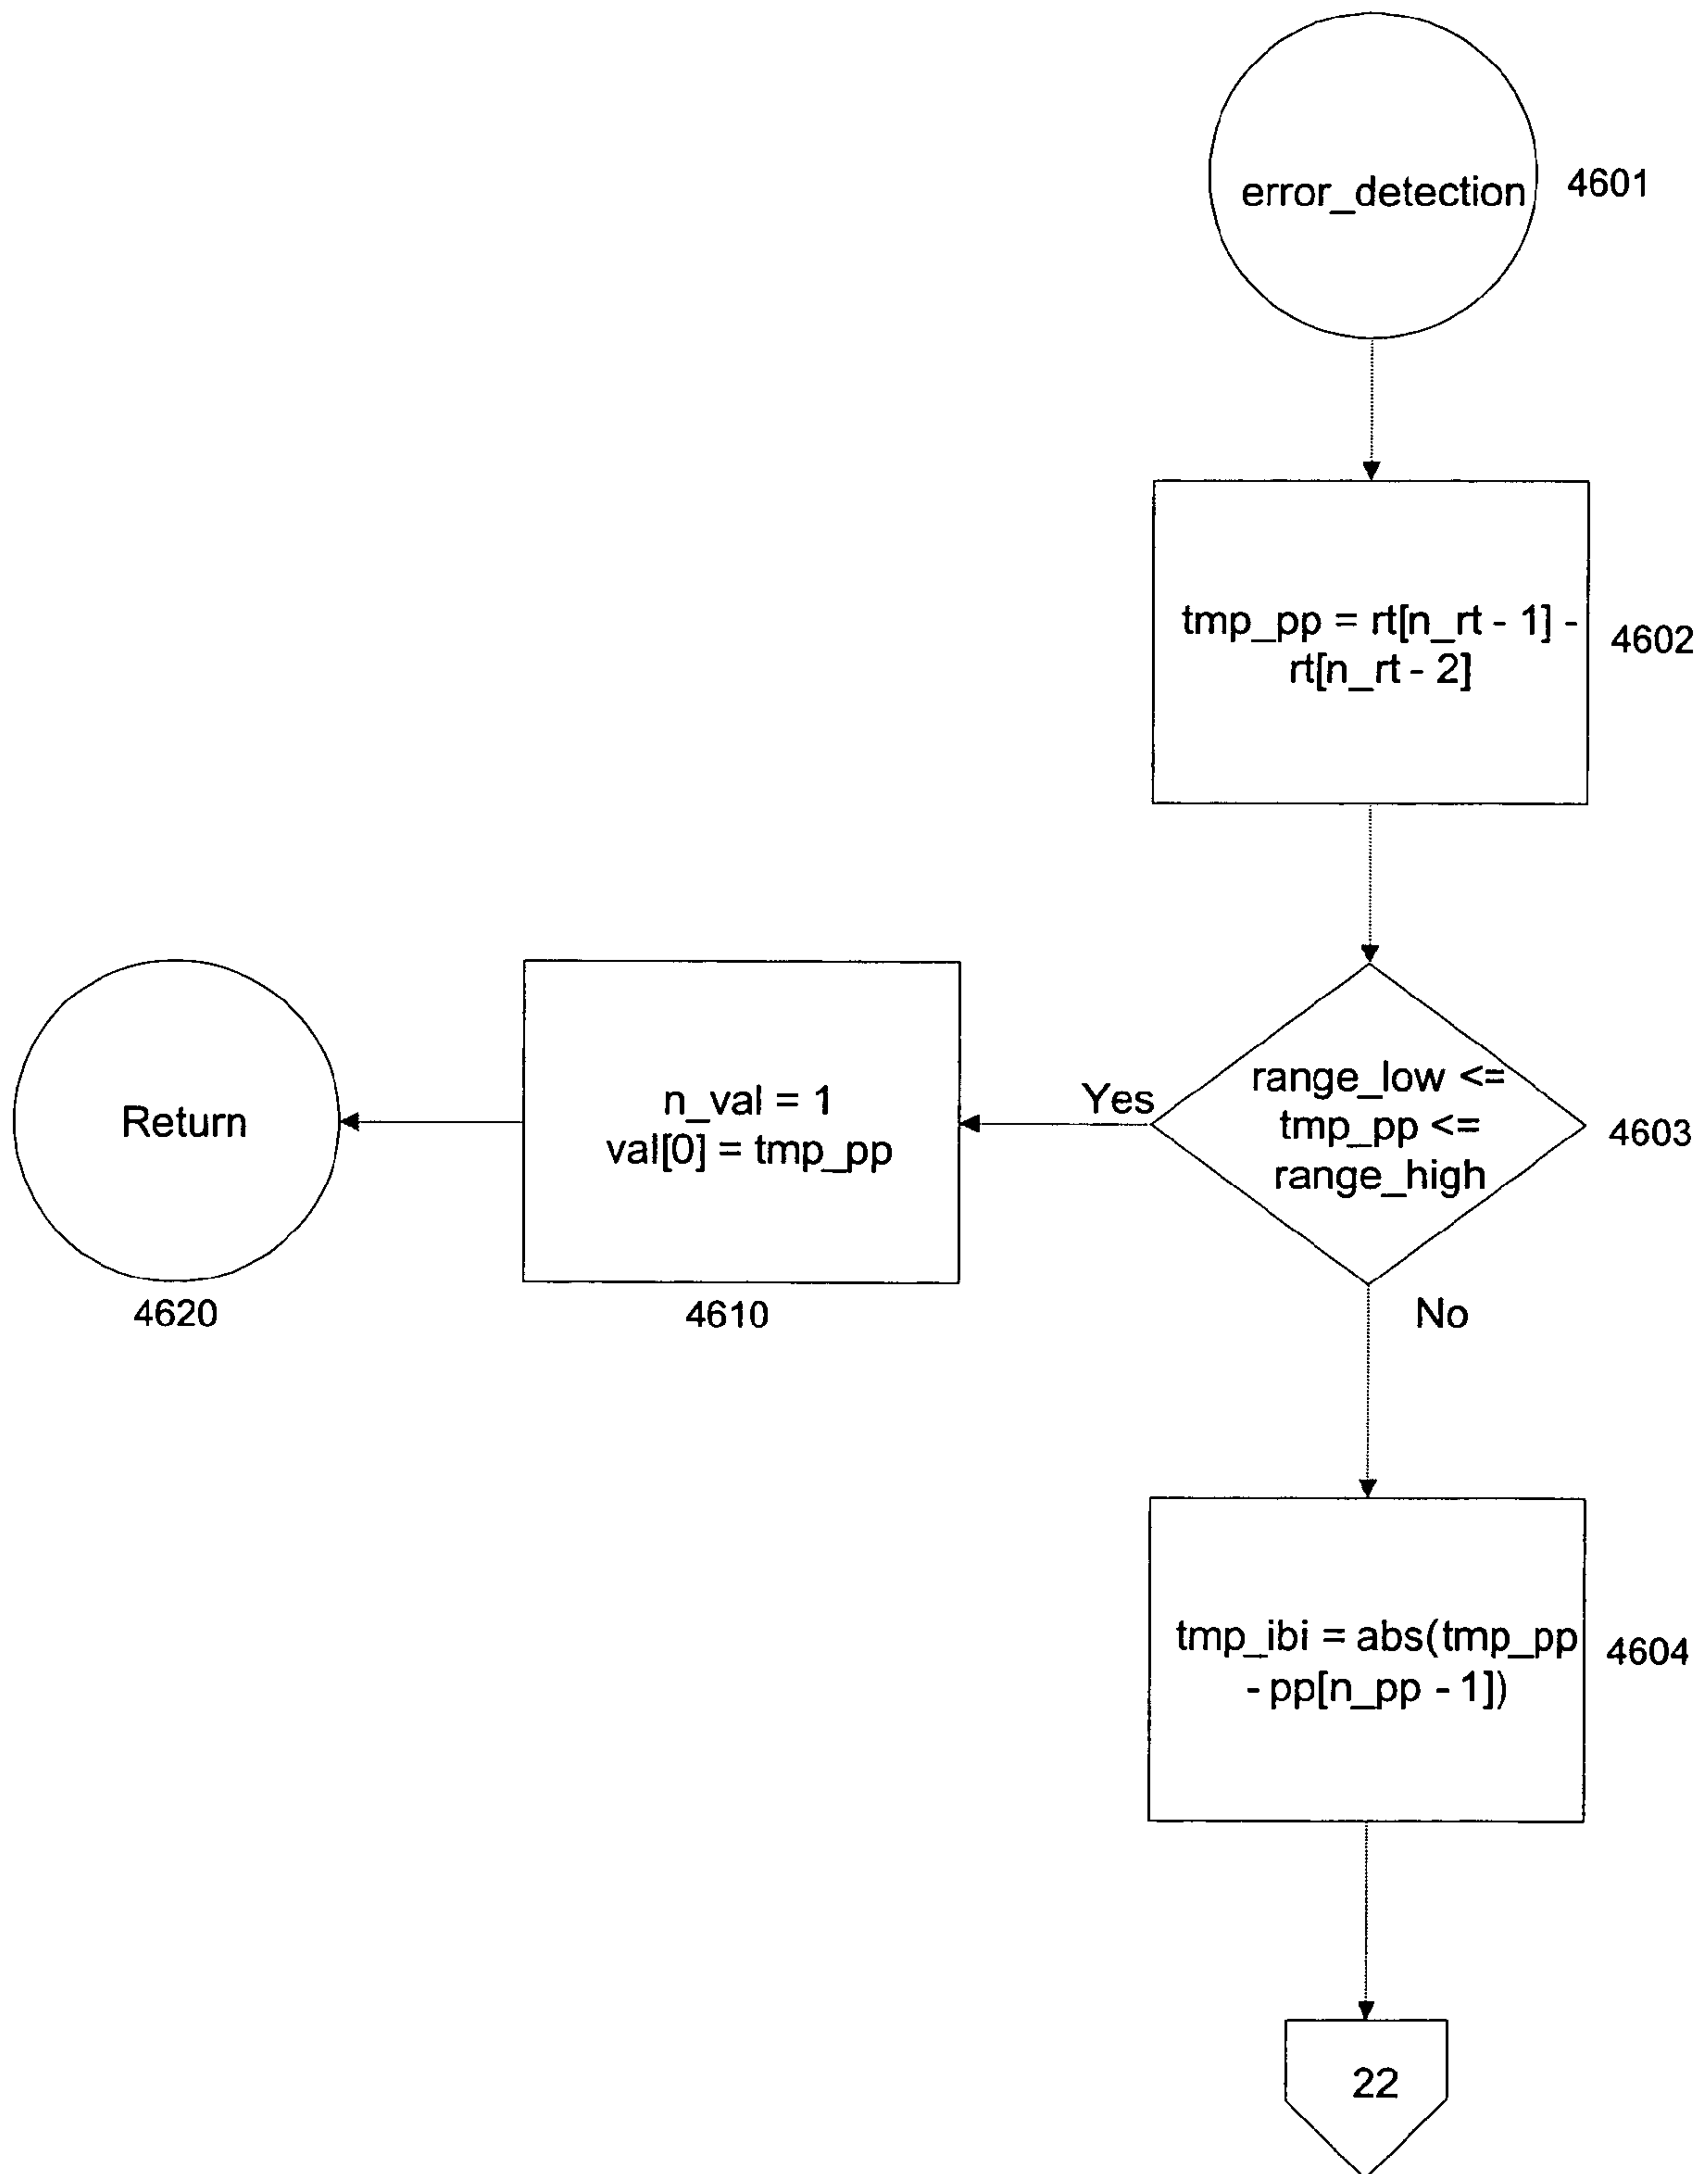 error_detection
4601
tmp_pp = rt[n_rt - 1] -
rt[n_rt - 2]
4602
range_low <=
tmp_pp <=
range_high
4603
Yes
n_val = 1
val[0] = tmp_pp
4610
Return
4620
No
tmp_ibi = abs(tmp_pp
- pp[n_pp - 1])
4604
22